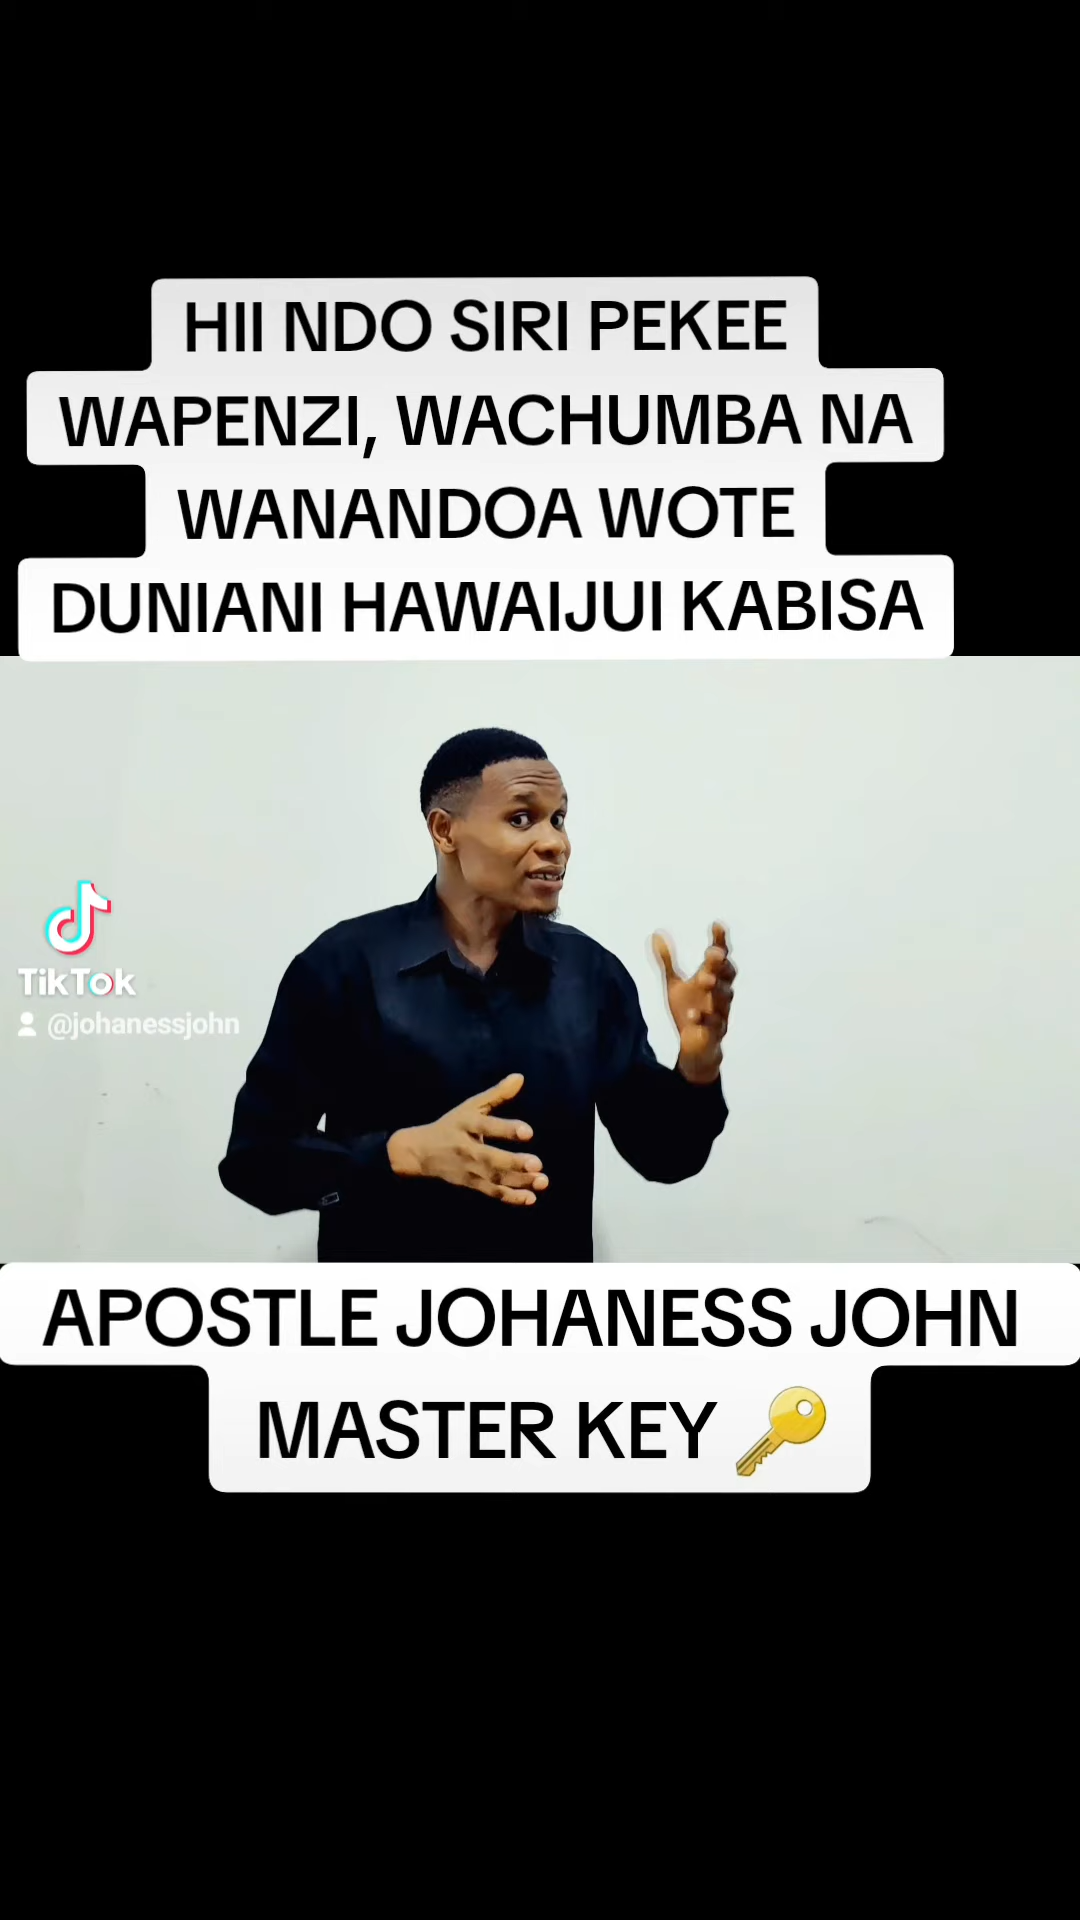 HII NDO SIRI PEKEE
WAPENZI, WACHUMBA NA
WANANDOA WOTE
DUNIANI HAWAIJUI KABISA
TikTok
@johanessjohn
APOSTLE JOHANESS JOHN
MASTER KEY 🔑